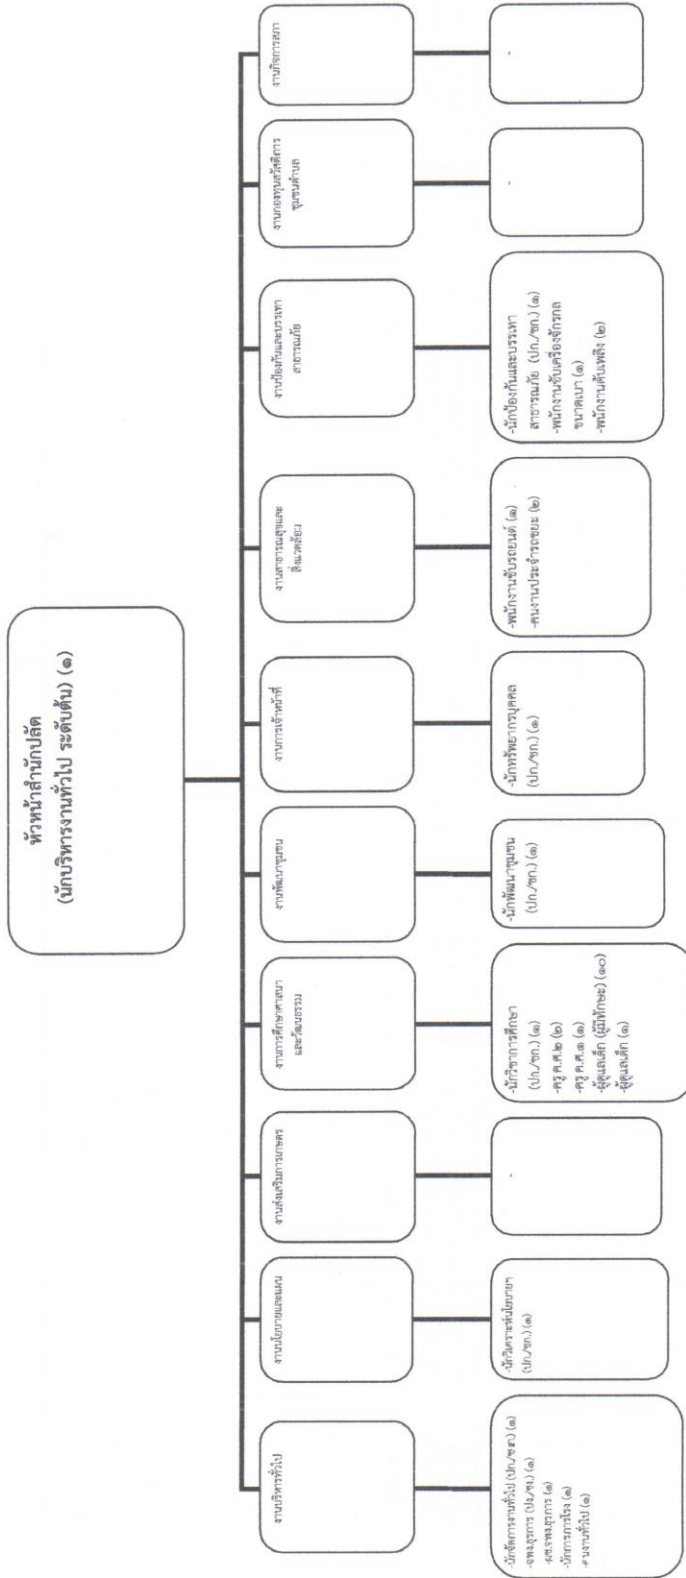 หัวหน้าสำนักปลัด
(นักบริหารงานทั่วไป ระดับต้น) (๑)
งานบริหารทั่วไป
งานนโยบายและแผน
งานส่งเสริมการเกษตร
งานการศึกษาศาสนา
และวัฒนธรรม
งานพัฒนาชุมชน
งานการเจ้าหน้าที่
งานสาธารณสุขและ
สิ่งแวดล้อม
งานป้องกันและบรรเทา
สาธารณภัย
งานกองทุนสวัสดิการ
ชุมชนตำบล
งานกิจการสภา
-นักจัดการงานทั่วไป (ปก./ชก.) (๑)
-จพง.ธุรการ (ปง./ชง.) (๑)
-ผช.จพง.ธุรการ (๑)
-นักการภารโรง (๑)
-คนงานทั่วไป (๑)
-นักวิเคราะห์นโยบายฯ
(ปก./ชก.) (๑)
-
-นักวิชาการศึกษา
(ปก./ชก.) (๑)
-ครู ค.ศ.๒ (๒)
-ครู ค.ศ.๑ (๑)
-ผู้ดูแลเด็ก (ผู้มีทักษะ) (๑๐)
-ผู้ดูแลเด็ก (๑)
-นักพัฒนาชุมชน
(ปก./ชก.) (๑)
-นักทรัพยากรบุคคล
(ปก./ชก.) (๑)
-พนักงานขับรถยนต์ (๑)
-คนงานประจำรถขยะ (๒)
-นักป้องกันและบรรเทา
สาธารณภัย (ปก./ชก.) (๑)
-พนักงานขับเครื่องจักรกล
ขนาดเบา (๑)
-พนักงานดับเพลิง (๒)
-
-